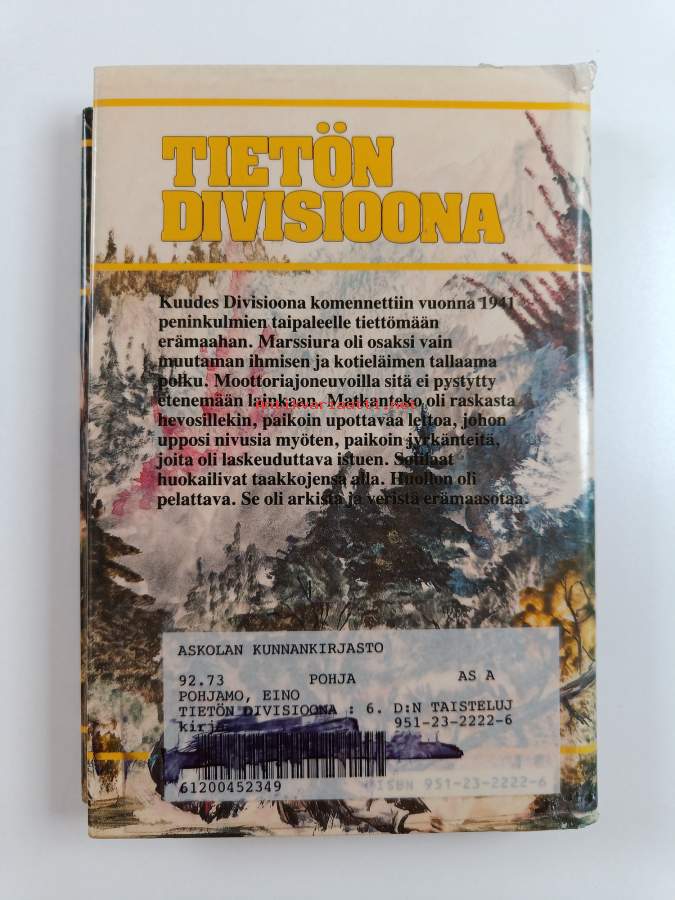 TIETÖN
DIVISIOONA
Kuudes Divisioona komennettiin vuonna 1941
peninkulmien taipaleelle tiettömään
erämaahan. Marssiura oli osaksi vain
muutaman ihmisen ja kotieläimen tallaama
polku. Moottoriajoneuvoilla sitä ei pystytty
etenemään lainkaan. Matkanteko oli raskasta
Antikvariaatti.net
hevosillekin, paikoin upottavaa lettoa, johon
upposi nivusia myöten, paikoin jyrkänteitä,
joita oli laskeuduttava istuen. Sotilaat
huokailivat taakkojensa alla. Huollon oli
pelattava. Se oli arkista ja veristä erämaasotaa.
ASKOLAN KUNNANKIRJASTO
92.73 POHJA AS A
POHJAMO, EINO
TIETÖN DIVISIOONA : 6. D:N TAISTELUJ
kirja 951-23-2222-6
61200452349
ISBN 951-23-2222-6